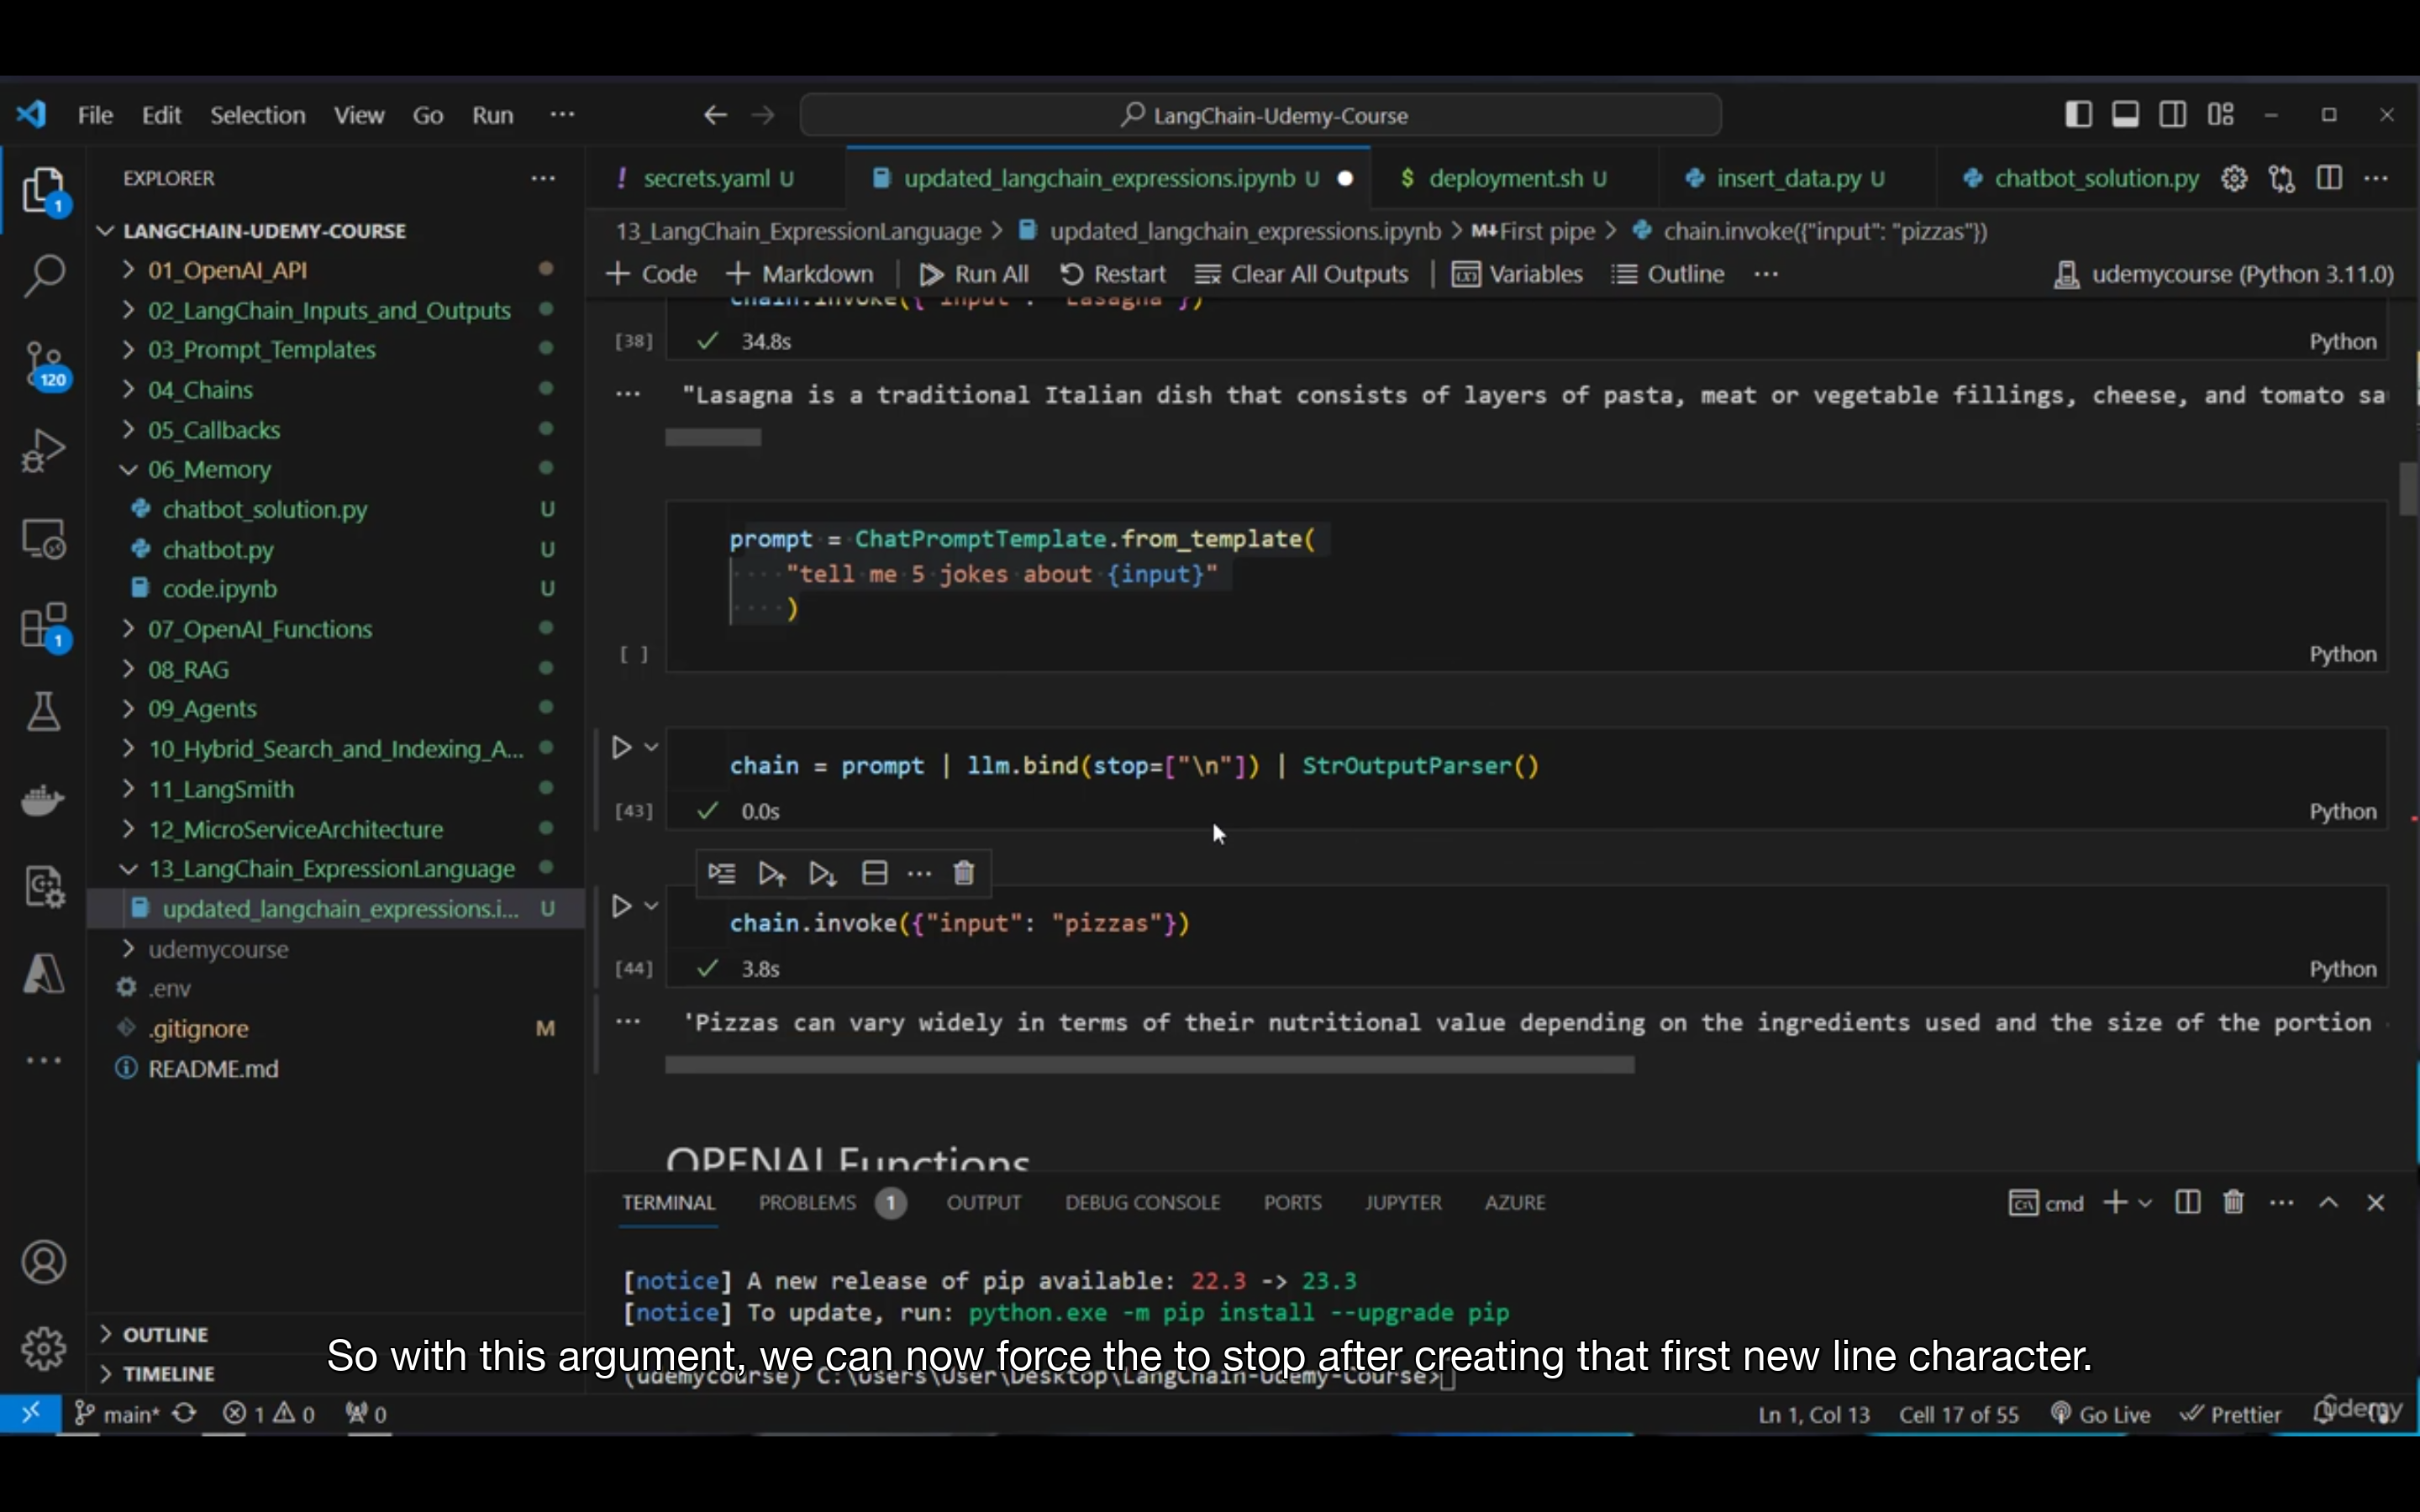 File Edit Selection View Go Run ··· LangChain-Udemy-Course
EXPLORER ···
LANGCHAIN-UDEMY-COURSE
01_OpenAI_API
02_LangChain_Inputs_and_Outputs
03_Prompt_Templates
04_Chains
05_Callbacks
06_Memory
chatbot_solution.py U
chatbot.py U
code.ipynb U
07_OpenAI_Functions
08_RAG
09_Agents
10_Hybrid_Search_and_Indexing_A...
11_LangSmith
12_MicroServiceArchitecture
13_LangChain_ExpressionLanguage
updated_langchain_expressions.i... U
udemycourse
.env
.gitignore M
README.md
OUTLINE
TIMELINE
1
120
1
! secrets.yaml U updated_langchain_expressions.ipynb U $ deployment.sh U insert_data.py U chatbot_solution.py
13_LangChain_ExpressionLanguage > updated_langchain_expressions.ipynb > M↓First pipe > chain.invoke({"input": "pizzas"})
+ Code + Markdown | Run All Restart Clear All Outputs | Variables Outline ··· udemycourse (Python 3.11.0)
chain.invoke({"input": "Lasagna"})
[38] ✓ 34.8s Python
··· "Lasagna is a traditional Italian dish that consists of layers of pasta, meat or vegetable fillings, cheese, and tomato sa
prompt = ChatPromptTemplate.from_template(
"tell me 5 jokes about {input}"
)
[ ] Python
chain = prompt | llm.bind(stop=["\n"]) | StrOutputParser()
[43] ✓ 0.0s Python
chain.invoke({"input": "pizzas"})
[44] ✓ 3.8s Python
··· 'Pizzas can vary widely in terms of their nutritional value depending on the ingredients used and the size of the portion
OPENAI Functions
TERMINAL PROBLEMS 1 OUTPUT DEBUG CONSOLE PORTS JUPYTER AZURE cmd
[notice] A new release of pip available: 22.3 -> 23.3
[notice] To update, run: python.exe -m pip install --upgrade pip
So with this argument, we can now force the to stop after creating that first new line character.
(udemycourse) C:\Users\User\Desktop\LangChain-Udemy-Course>
main* 1 0 0 Ln 1, Col 13 Cell 17 of 55 Go Live Prettier
ûdemy